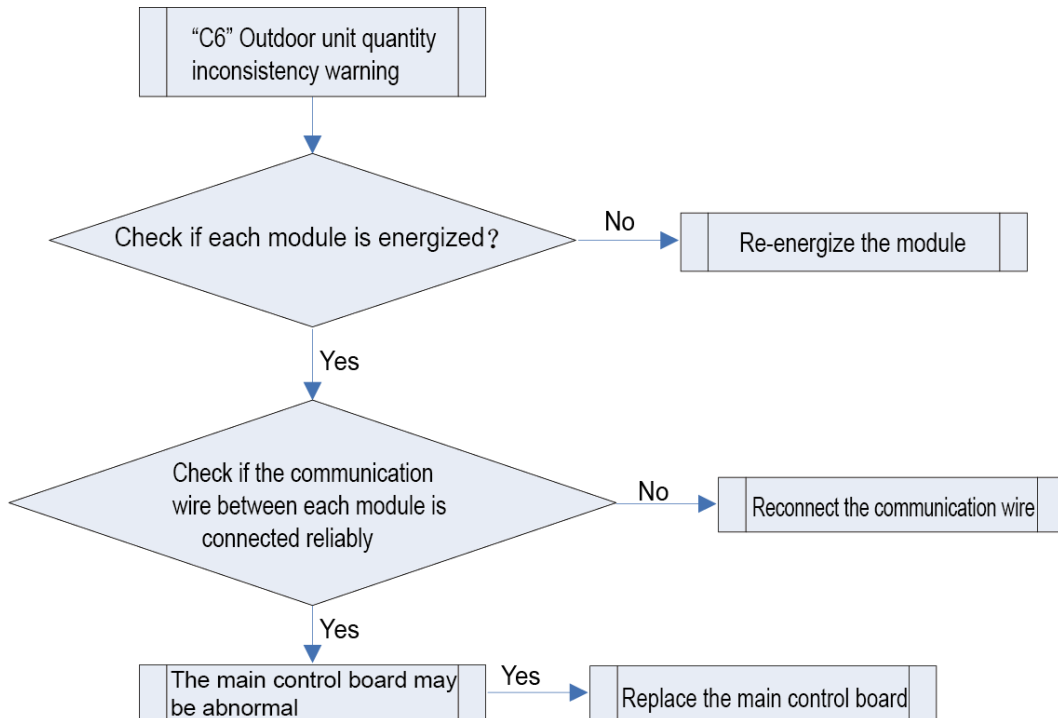 “C6” Outdoor unit quantity
inconsistency warning
Check if each module is energized?
No
Re-energize the module
Yes
Check if the communication
wire between each module is
connected reliably
No
Reconnect the communication wire
Yes
The main control board may
be abnormal
Yes
Replace the main control board